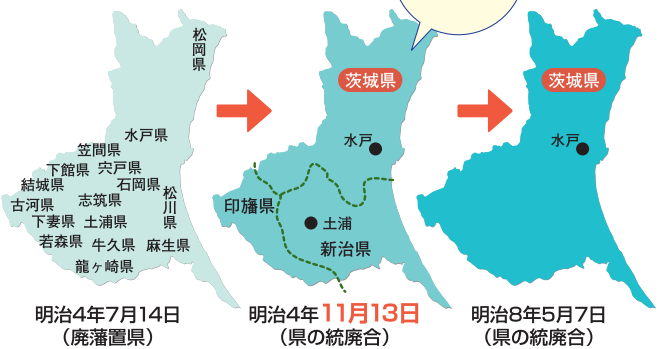 松岡県
水戸県
笠間県
下館県
宍戸県
結城県
石岡県
松川県
古河県
志筑県
下妻県
土浦県
若森県
牛久県
麻生県
龍ヶ崎県
明治4年7月14日
（廃藩置県）
茨城県
水戸
印旛県
土浦
新治県
明治4年11月13日
（県の統廃合）
茨城県
水戸
明治8年5月7日
（県の統廃合）